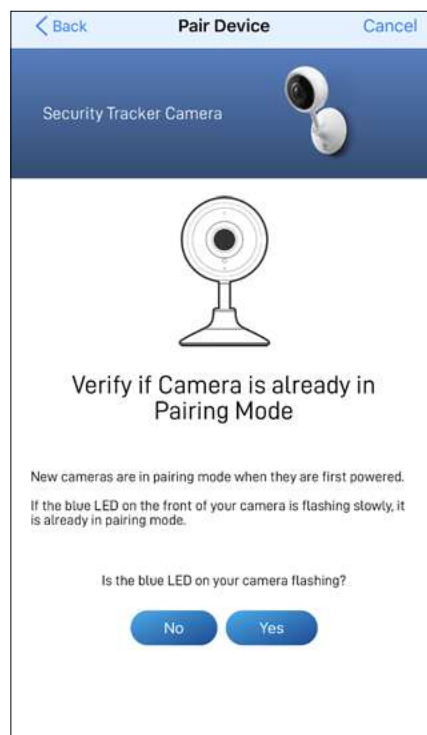 Back
Pair Device
Cancel
Security Tracker Camera
Verify if Camera is already in
Pairing Mode
New cameras are in pairing mode when they are first powered.
If the blue LED on the front of your camera is flashing slowly, it
is already in pairing mode.
Is the blue LED on your camera flashing?
No
Yes